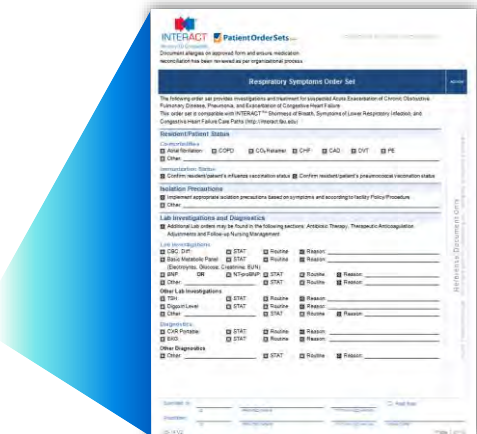 INTERACT PatientOrderSets
Document allergies on approved form and ensure medication
reconciliation has been reviewed as per organizational process.
Respiratory Symptoms Order Set
The following order set provides investigations and treatment for suspected Acute Exacerbation of Chronic Obstructive
Pulmonary Disease, Pneumonia, and Exacerbation of Congestive Heart Failure
This order set is compatible with INTERACT™ Shortness of Breath, Symptoms of Lower Respiratory Infection, and
Congestive Heart Failure Care Paths (http://interact.fau.edu)
Resident/Patient Status
Comorbidities
Atrial fibrillation COPD CO₂ Retainer CHF CAD DVT PE
Other
Immunization Status
Confirm resident/patient's influenza vaccination status Confirm resident/patient's pneumococcal vaccination status
Isolation Precautions
Implement appropriate isolation precautions based on symptoms and according to facility Policy/Procedure
Other
Lab Investigations and Diagnostics
Additional Lab orders may be found in the following sections: Antibiotic Therapy, Therapeutic Anticoagulation
Adjustments and Follow-up Nursing Management
Lab Investigations
CBC, Diff STAT Routine Reason
Basic Metabolic Panel STAT Routine Reason
(Electrolytes, Glucose, Creatinine, BUN)
BNP OR NT-proBNP STAT Routine Reason
Other STAT Routine Reason
Other Lab Investigations
TSH STAT Routine Reason
Digoxin Level STAT Routine Reason
Other STAT Routine Reason
Diagnostics
CXR Portable STAT Routine Reason
EKG STAT Routine Reason
Other Diagnostics
Other STAT Routine Reason
Reference Document Only